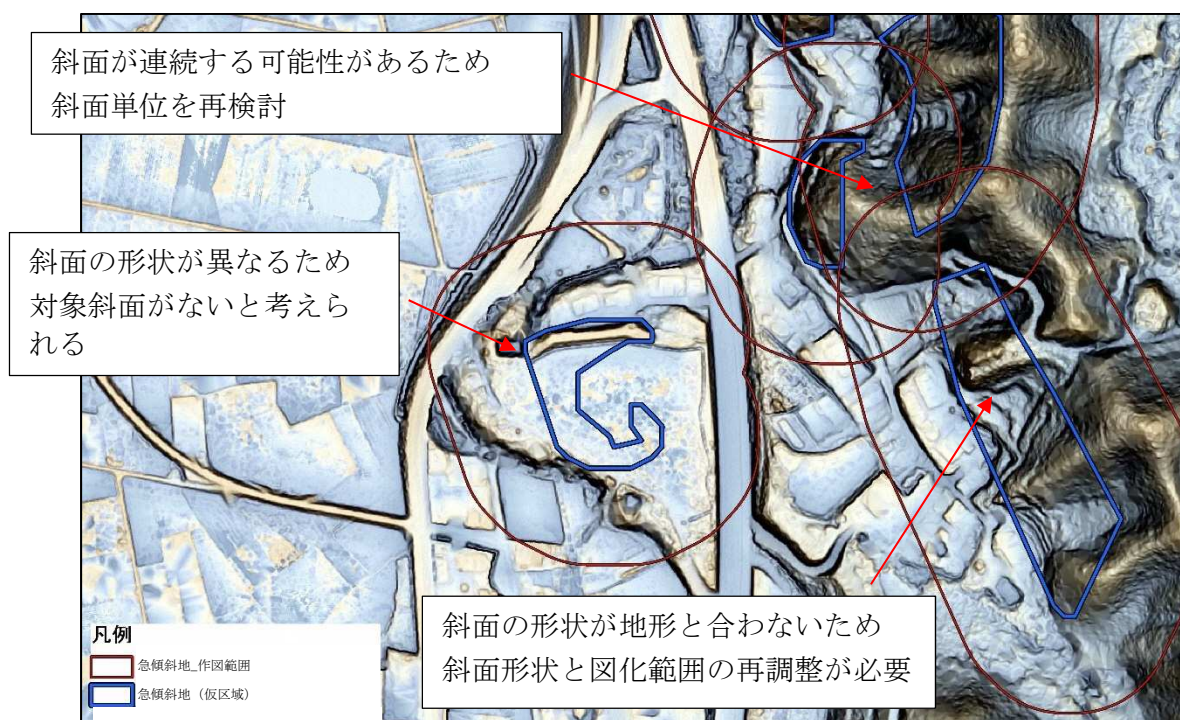 斜面が連続する可能性があるため
斜面単位を再検討
斜面の形状が異なるため
対象斜面がないと考えら
れる
斜面の形状が地形と合わないため
斜面形状と図化範囲の再調整が必要
凡例
急傾斜地_作図範囲
急傾斜地（仮区域）